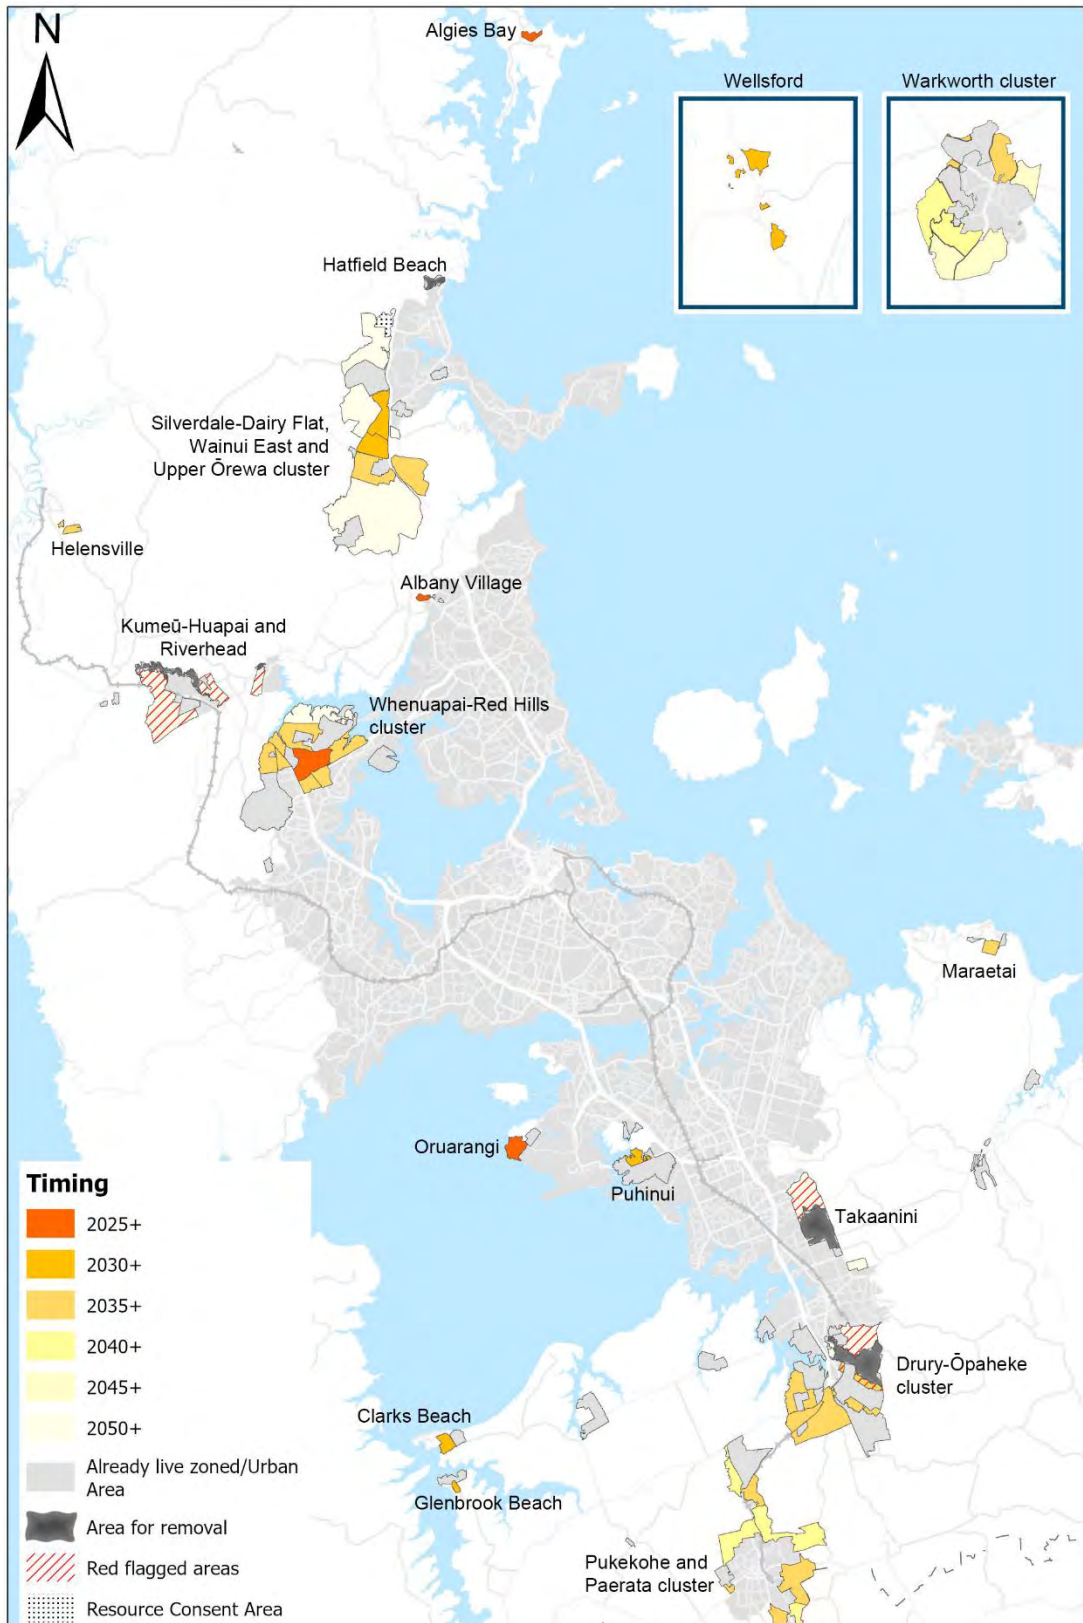 N
Algies Bay
Wellsford
Warkworth cluster
Hatfield Beach
Silverdale-Dairy Flat,
Wainui East and
Upper Ōrewa cluster
Helensville
Albany Village
Kumeū-Huapai and
Riverhead
Whenuapai-Red Hills
cluster
Maraetai
Oruarangi
Puhinui
Takaanini
Drury-Ōpaheke
cluster
Clarks Beach
Glenbrook Beach
Pukekohe and
Paerata cluster
Timing
2025+
2030+
2035+
2040+
2045+
2050+
Already live zoned/Urban
Area
Area for removal
Red flagged areas
Resource Consent Area